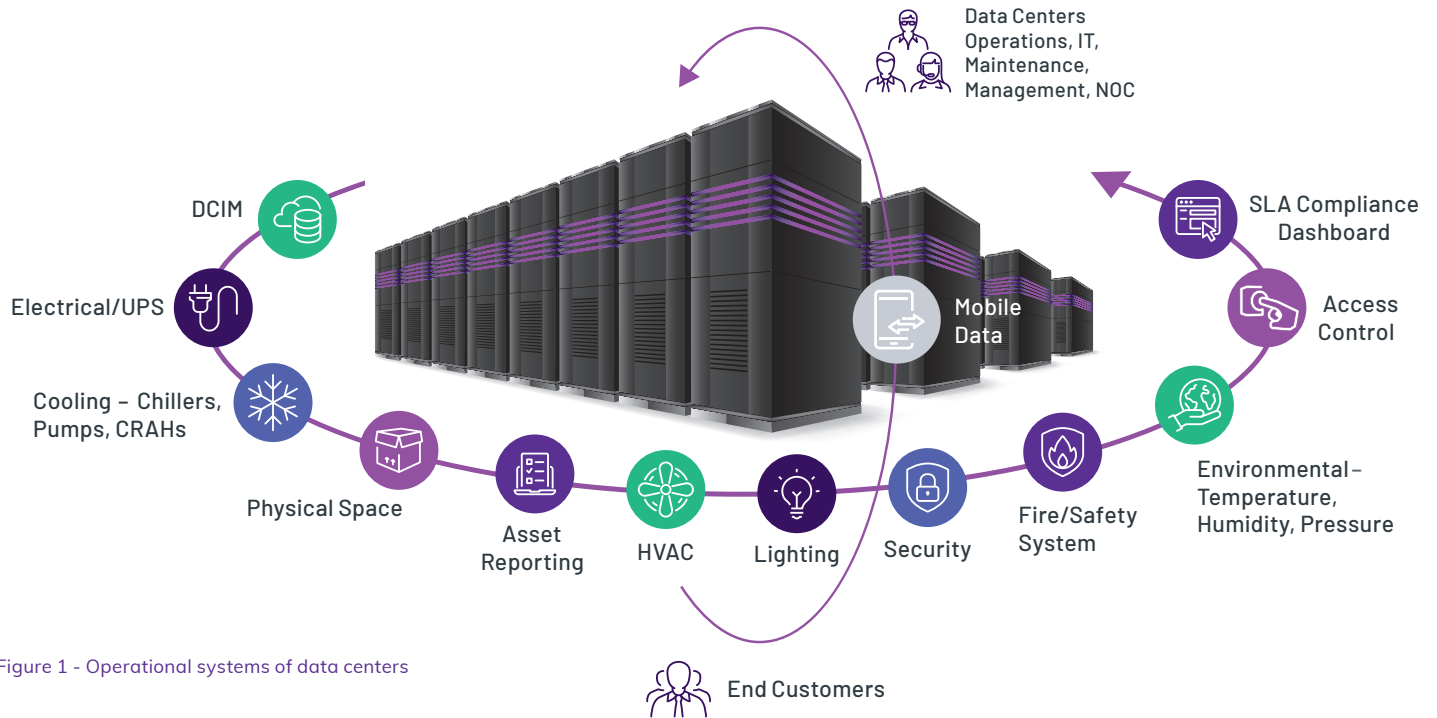 Data Centers
Operations, IT,
Maintenance,
Management, NOC
DCIM
SLA Compliance
Dashboard
Electrical/UPS
Mobile
Data
Access
Control
Cooling – Chillers,
Pumps, CRAHs
Physical Space
Asset
Reporting
HVAC
Lighting
Security
Fire/Safety
System
Environmental–
Temperature,
Humidity, Pressure
Figure 1 - Operational systems of data centers
End Customers